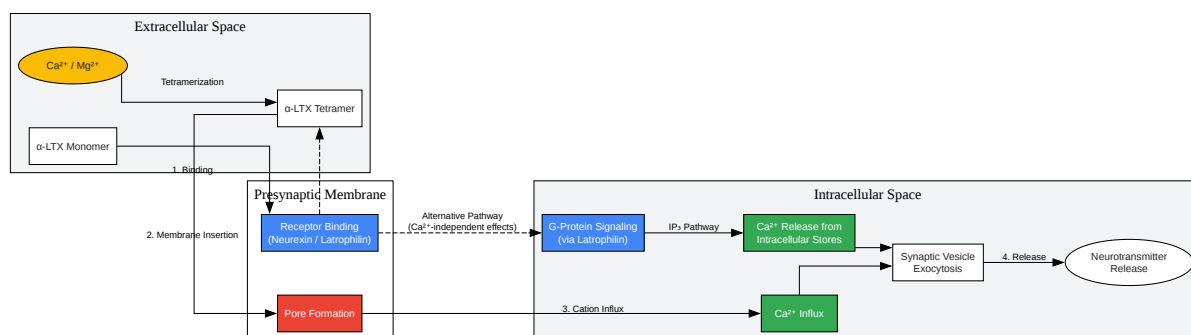 Extracellular Space
Ca²⁺ / Mg²⁺
Tetramerization
α-LTX Tetramer
α-LTX Monomer
1. Binding
Presynaptic Membrane
Intracellular Space
2. Membrane Insertion
Receptor Binding
(Neurexin / Latrophilin)
Alternative Pathway
(Ca²⁺-independent effects)
G-Protein Signaling
(via Latrophilin)
IP₃ Pathway
Ca²⁺ Release from
Intracellular Stores
Synaptic Vesicle
Exocytosis
4. Release
Neurotransmitter
Release
Pore Formation
3. Cation Influx
Ca²⁺ Influx